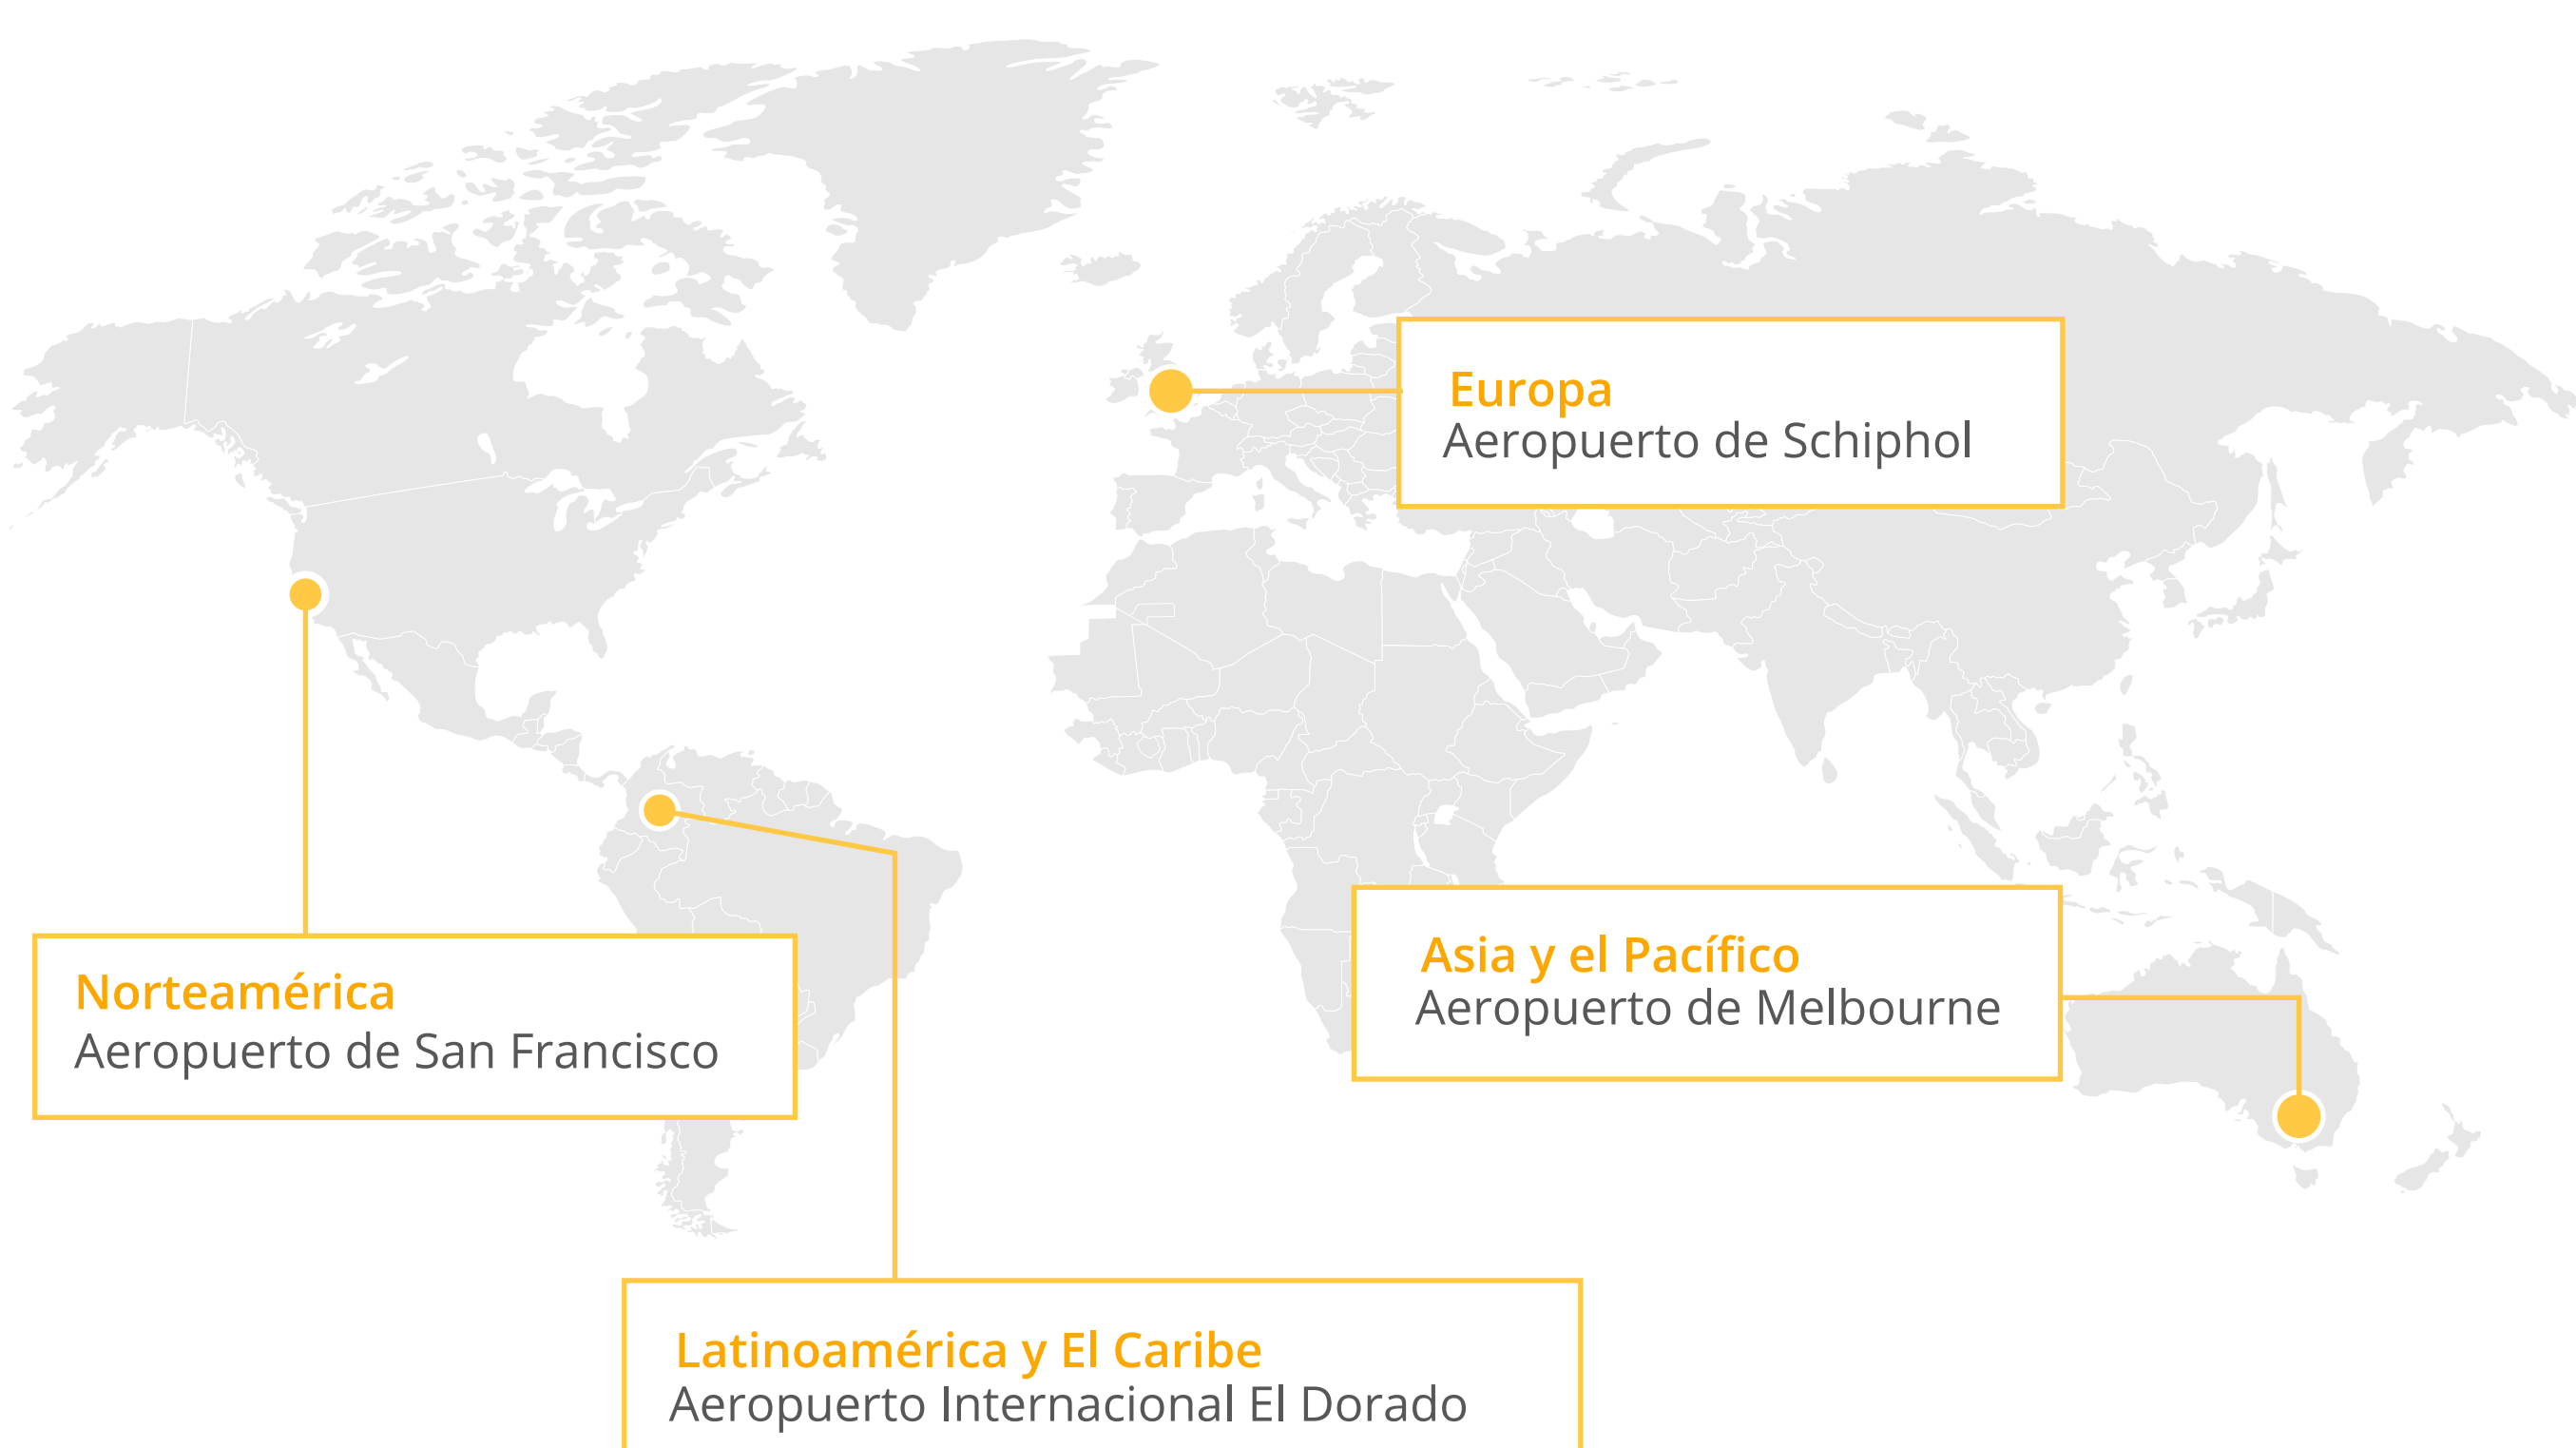 Europa
Aeropuerto de Schiphol
Asia y el Pacífico
Aeropuerto de Melbourne
Norteamérica
Aeropuerto de San Francisco
Latinoamérica y El Caribe
Aeropuerto Internacional El Dorado